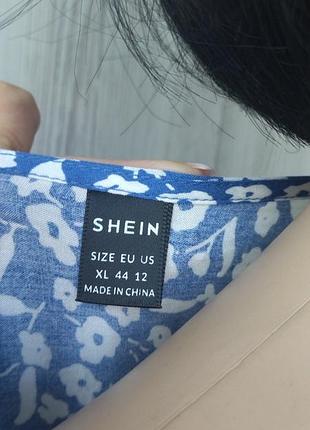 SHEIN
SIZE EU US
XL 44 12
MADE IN CHINA